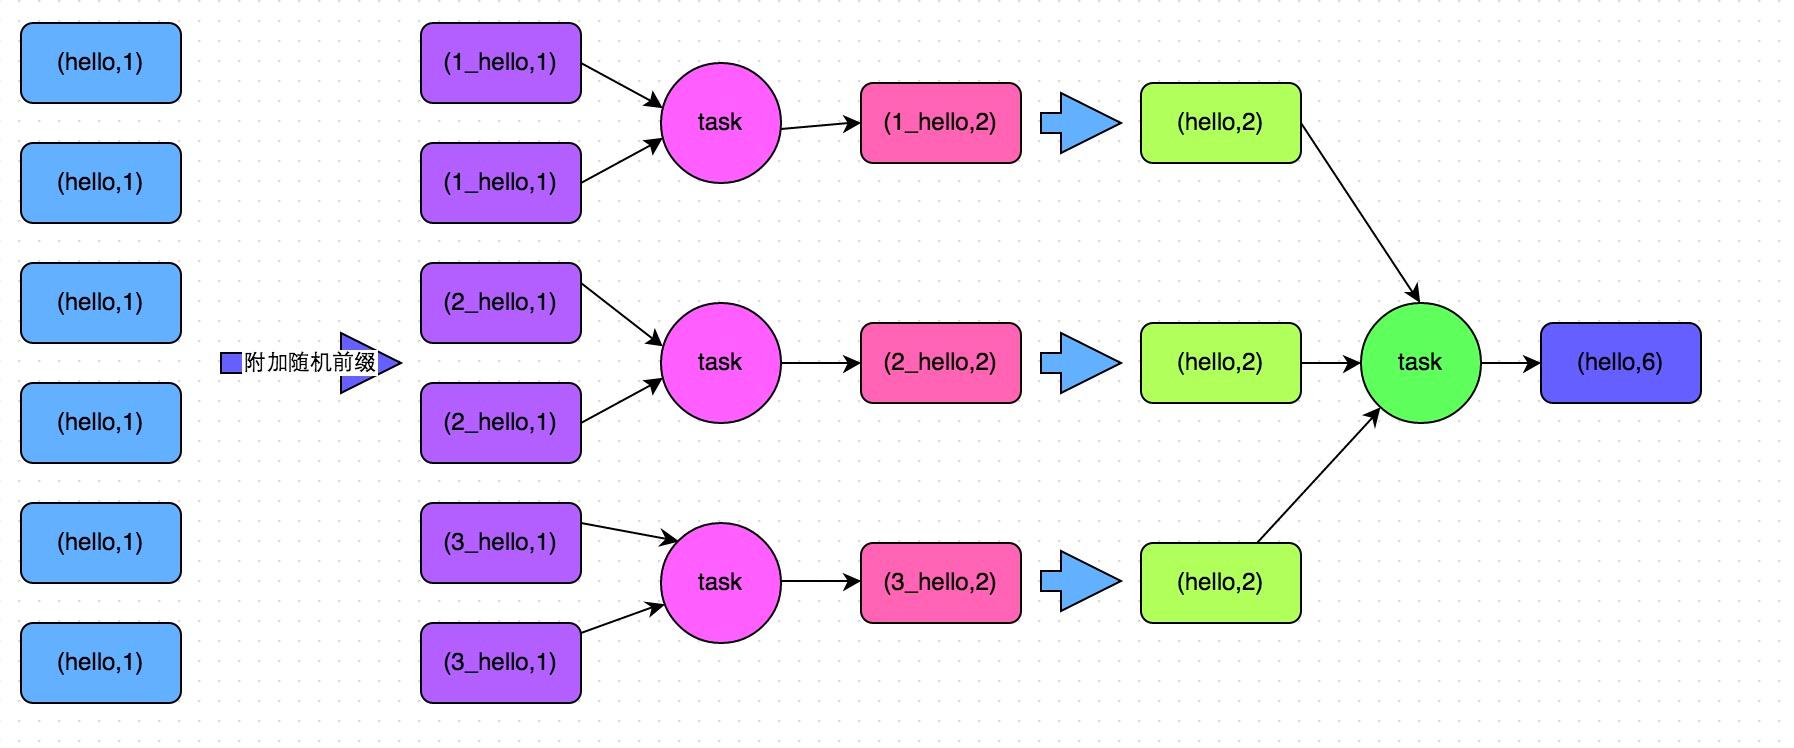 (hello,1)
(hello,1)
(hello,1)
(hello,1)
(hello,1)
(hello,1)
附加随机前缀
(1_hello,1)
(1_hello,1)
(2_hello,1)
(2_hello,1)
(3_hello,1)
(3_hello,1)
task
task
task
(1_hello,2)
(2_hello,2)
(3_hello,2)
(hello,2)
(hello,2)
(hello,2)
task
(hello,6)